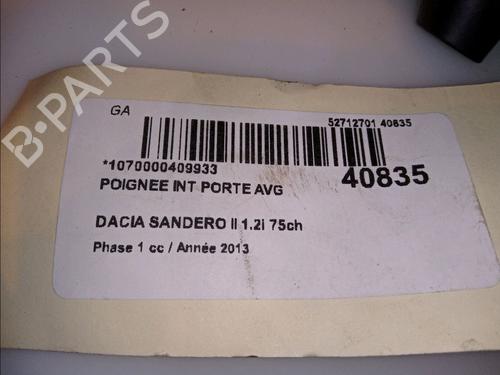 B-PARTS
GA
52712701 40835
*1070000409933
40835
POIGNEE INT PORTE AVG
DACIA SANDERO II 1.2i 75ch
Phase 1 cc / Année 2013